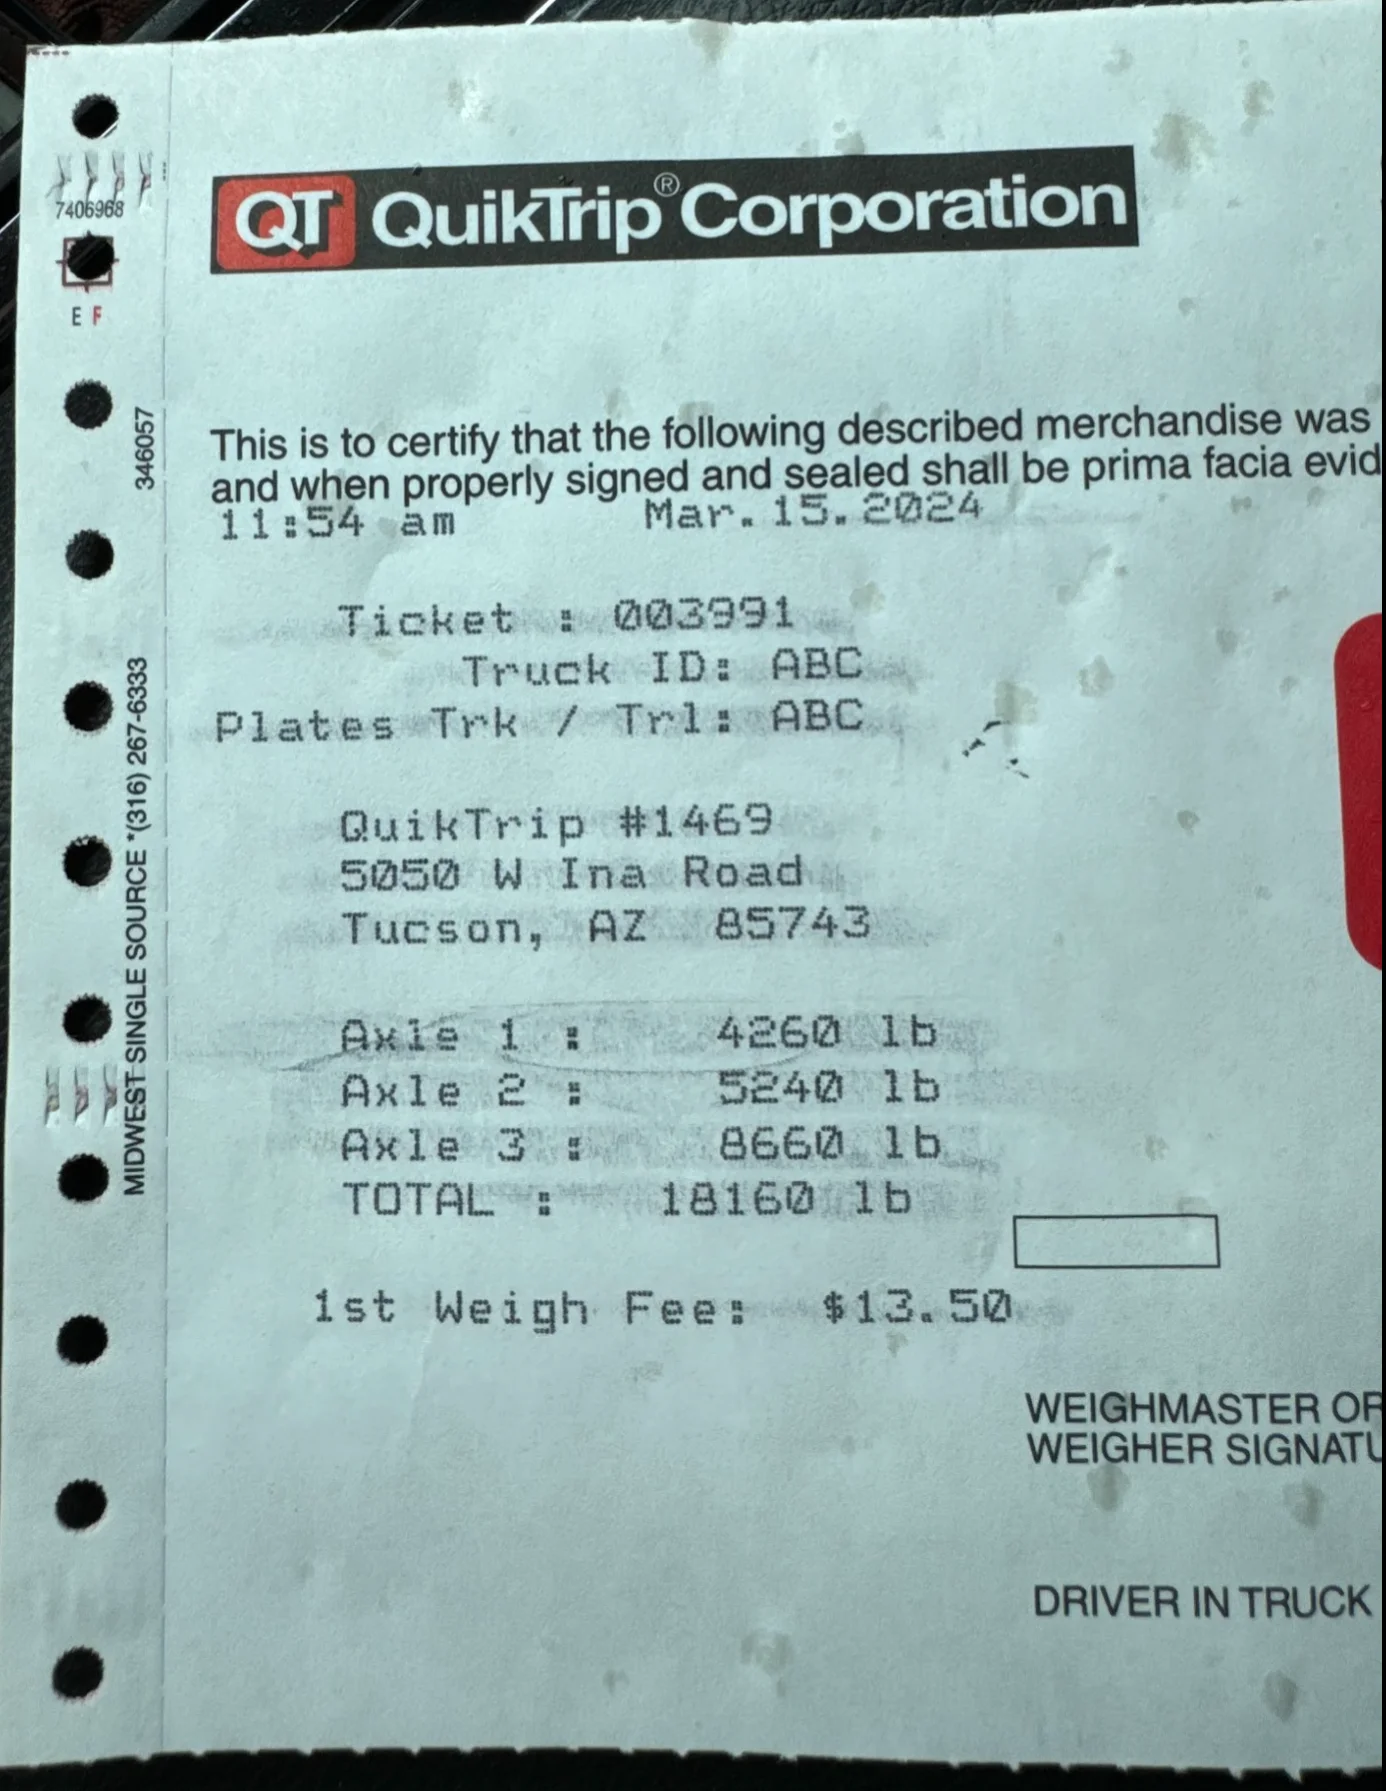 7406968
E F
QT QuikTrip® Corporation
346057
MIDWEST SINGLE SOURCE *(316) 267-6333
This is to certify that the following described merchandise was
and when properly signed and sealed shall be prima facia evid
11:54 am Mar.15.2024
Ticket : 003991
Truck ID: ABC
Plates Trk / Trl: ABC
QuikTrip #1469
5050 W Ina Road
Tucson, AZ 85743
Axle 1 : 4260 lb
Axle 2 : 5240 lb
Axle 3 : 8660 lb
TOTAL : 18160 lb
1st Weigh Fee: $13.50
WEIGHMASTER OR
WEIGHER SIGNATU
DRIVER IN TRUCK